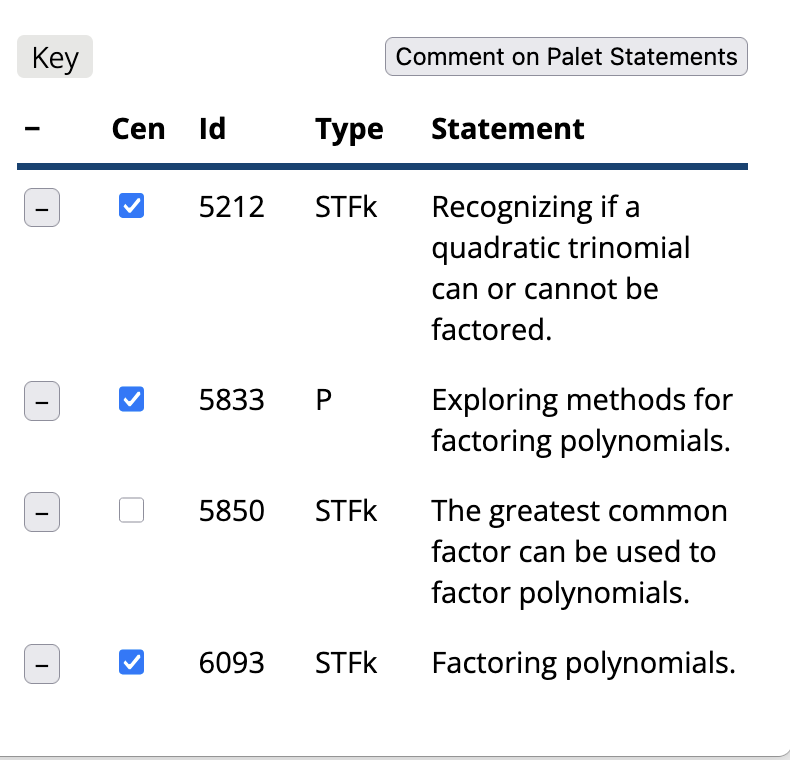 Key Comment on Palet Statements
– Cen Id Type Statement
– 5212 STFk Recognizing if a
quadratic trinomial
can or cannot be
factored.
– 5833 P Exploring methods for
factoring polynomials.
– 5850 STFk The greatest common
factor can be used to
factor polynomials.
– 6093 STFk Factoring polynomials.